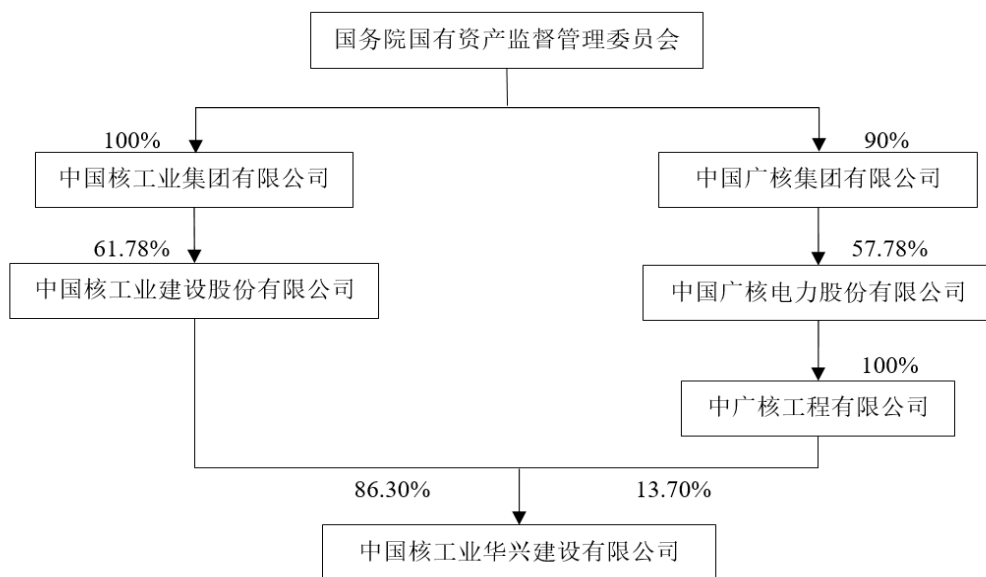 国务院国有资产监督管理委员会
100%
90%
中国核工业集团有限公司
中国广核集团有限公司
61.78%
57.78%
中国核工业建设股份有限公司
中国广核电力股份有限公司
100%
中广核工程有限公司
86.30%
13.70%
中国核工业华兴建设有限公司